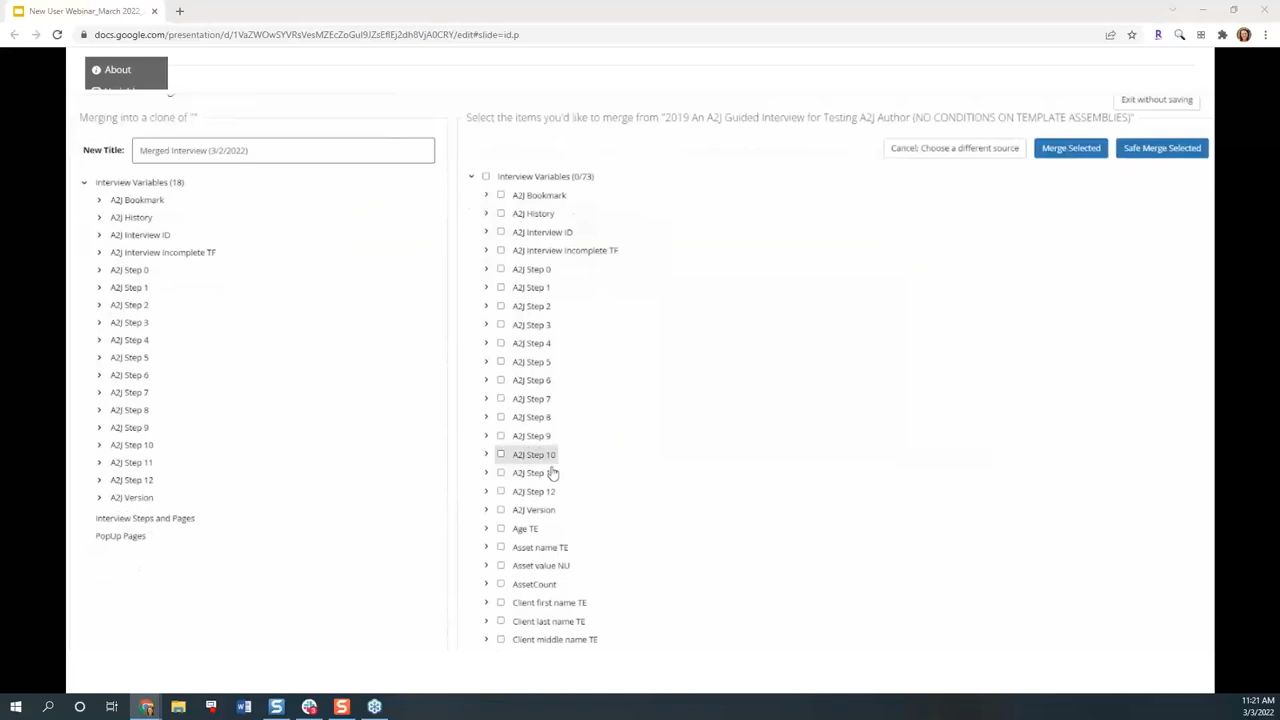 New User Webinar_March 2022_
docs.google.com/presentation/d/1VaZWOwSYVRsVesMZEcZoGuI9JZsEflEj2dh8VjA0CRY/edit#slide=id.p
About
Exit without saving
Merging into a clone of ""
Select the items you'd like to merge from "2019 An A2J Guided Interview for Testing A2J Author (NO CONDITIONS ON TEMPLATE ASSEMBLIES)"
New Title:
Merged Interview (3/2/2022)
Cancel: Choose a different source
Merge Selected
Safe Merge Selected
Interview Variables (18)
A2J Bookmark
A2J History
A2J Interview ID
A2J Interview Incomplete TF
A2J Step 0
A2J Step 1
A2J Step 2
A2J Step 3
A2J Step 4
A2J Step 5
A2J Step 6
A2J Step 7
A2J Step 8
A2J Step 9
A2J Step 10
A2J Step 11
A2J Step 12
A2J Version
Interview Steps and Pages
PopUp Pages
Interview Variables (0/73)
A2J Bookmark
A2J History
A2J Interview ID
A2J Interview Incomplete TF
A2J Step 0
A2J Step 1
A2J Step 2
A2J Step 3
A2J Step 4
A2J Step 5
A2J Step 6
A2J Step 7
A2J Step 8
A2J Step 9
A2J Step 10
A2J Step
A2J Step 12
A2J Version
Age TE
Asset name TE
Asset value NU
AssetCount
Client first name TE
Client last name TE
Client middle name TE
11:21 AM
3/3/2022